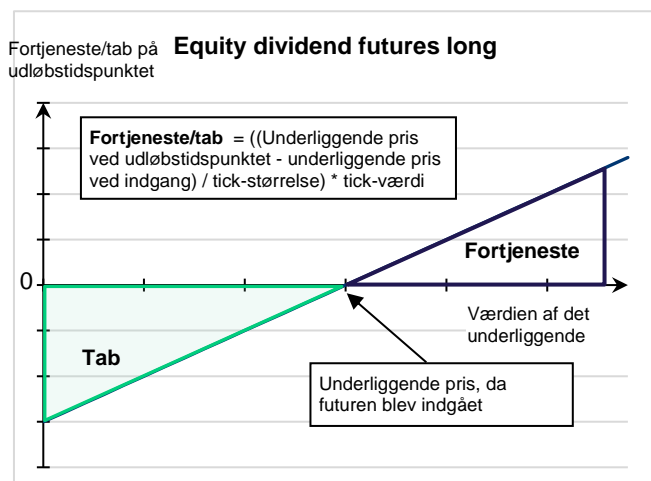 Equity dividend futures long
Fortjeneste/tab på
udløbstidspunktet
Fortjeneste/tab = ((Underliggende pris
ved udløbstidspunktet - underliggende pris
ved indgang) / tick-størrelse) * tick-værdi
Fortjeneste
0
Værdien af det
underliggende
Tab
Underliggende pris, da
futuren blev indgået